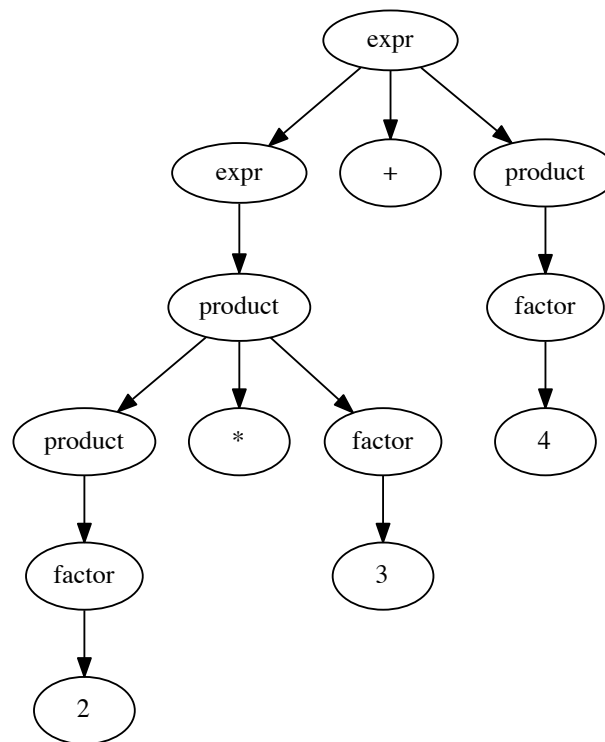 expr
expr + product
product factor
product * factor 4
factor 3
2